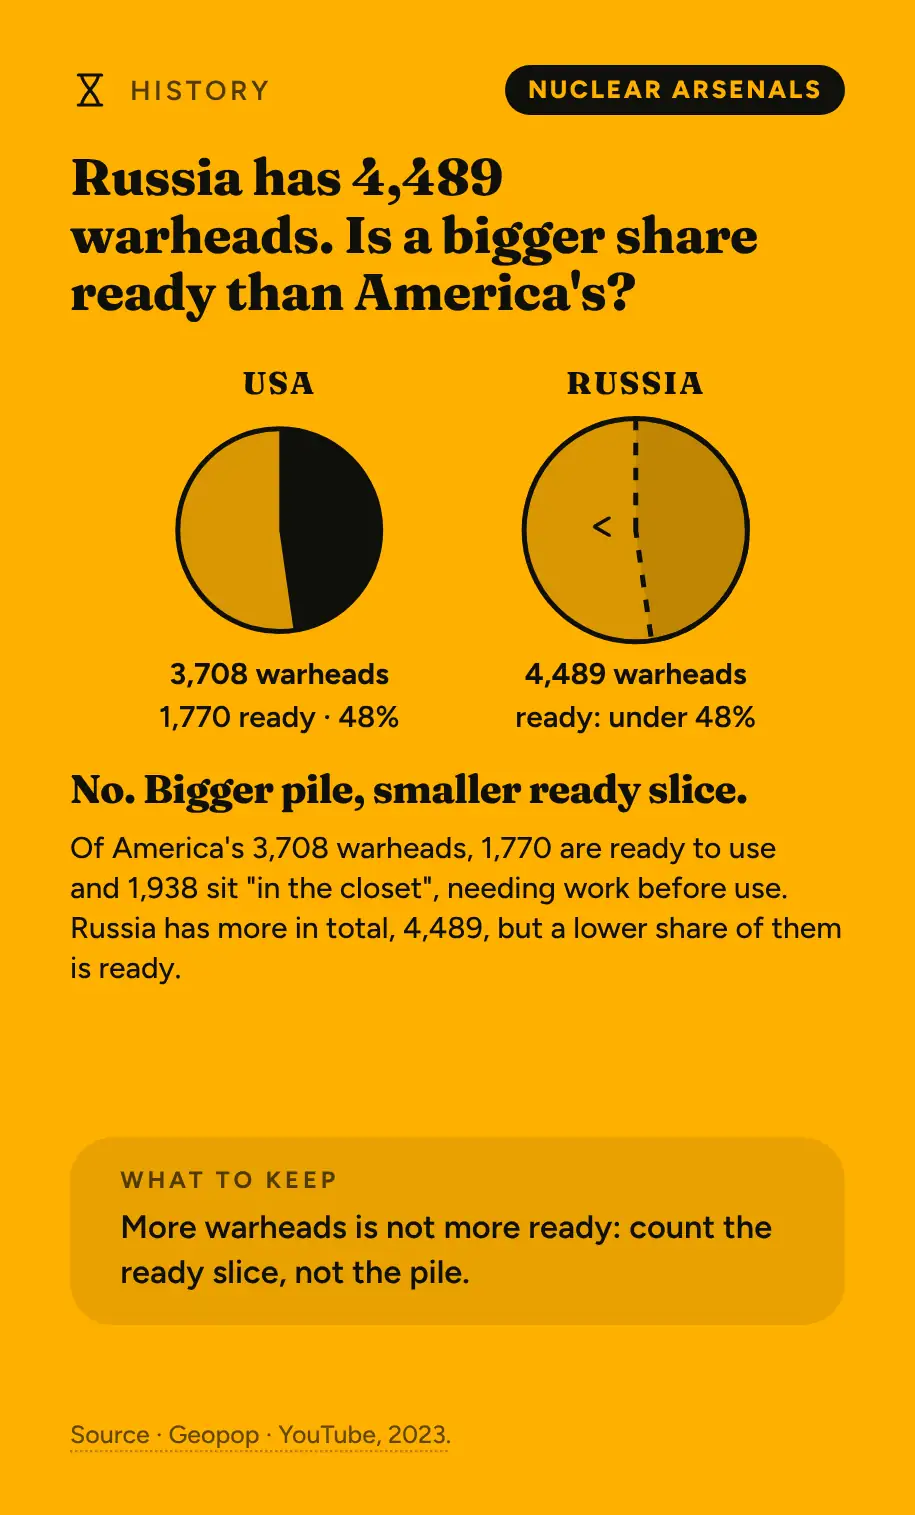 HISTORY
NUCLEAR ARSENALS
Russia has 4,489
warheads. Is a bigger share
ready than America's?
USA
RUSSIA
<
3,708 warheads
1,770 ready · 48%
4,489 warheads
ready: under 48%
No. Bigger pile, smaller ready slice.
Of America's 3,708 warheads, 1,770 are ready to use
and 1,938 sit "in the closet", needing work before use.
Russia has more in total, 4,489, but a lower share of them
is ready.
WHAT TO KEEP
More warheads is not more ready: count the
ready slice, not the pile.
Source · Geopop · YouTube, 2023.